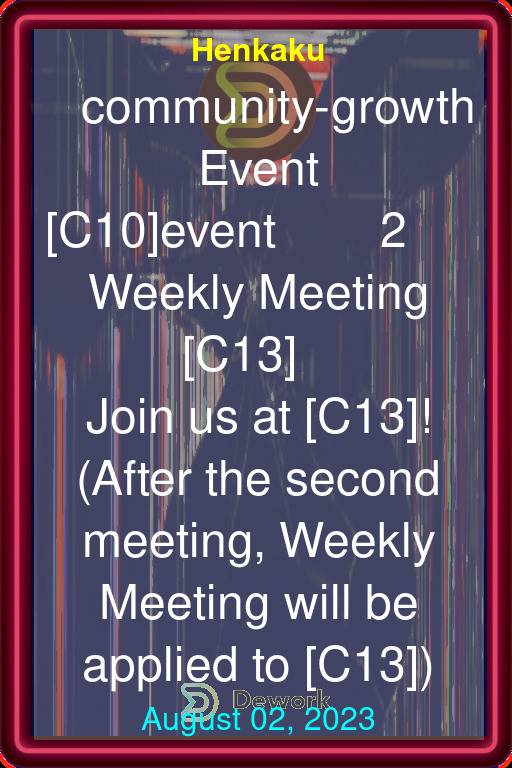 Henkaku
community-growth
Event
[C10]event 2
Weekly Meeting
[C13]
Join us at [C13]!
(After the second
meeting, Weekly
Meeting will be
applied to [C13])
Dework
August 02, 2023